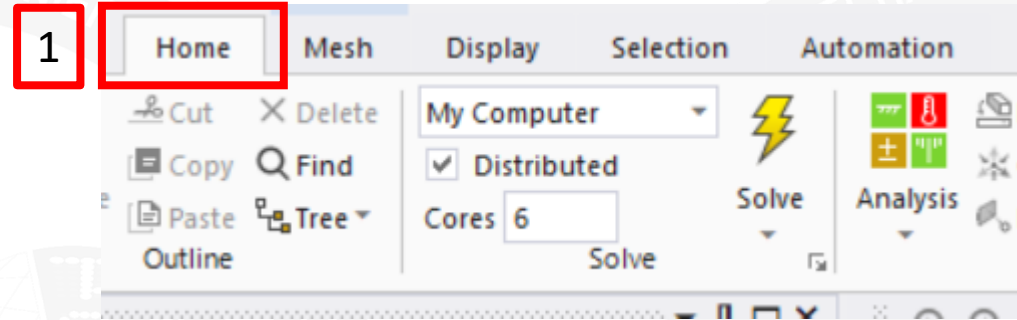 1
Home Mesh Display Selection Automation
Cut Delete My Computer
Copy Find Distributed Solve Analysis
Paste Tree Cores 6
Outline Solve